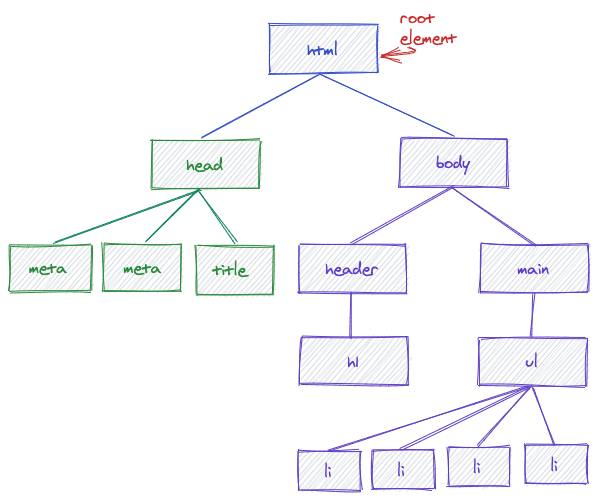 root
element
html
head
body
meta
meta
title
header
main
h1
ul
li
li
li
li